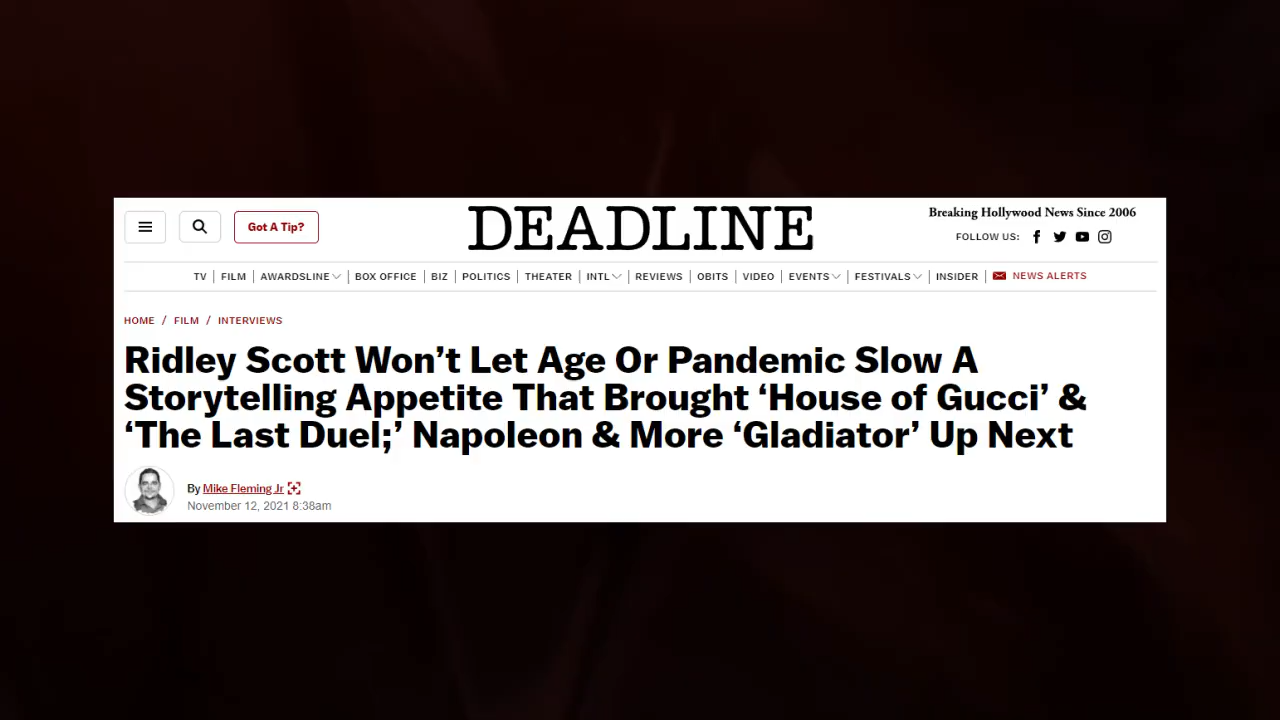 Got A Tip?
DEADLINE
Breaking Hollywood News Since 2006
FOLLOW US:
TV | FILM | AWARDSLINE | BOX OFFICE | BIZ | POLITICS | THEATER | INTL | REVIEWS | OBITS | VIDEO | EVENTS | FESTIVALS | INSIDER | NEWS ALERTS
HOME / FILM / INTERVIEWS
Ridley Scott Won’t Let Age Or Pandemic Slow A
Storytelling Appetite That Brought ‘House of Gucci’ &
‘The Last Duel;’ Napoleon & More ‘Gladiator’ Up Next
By Mike Fleming Jr
November 12, 2021 8:38am